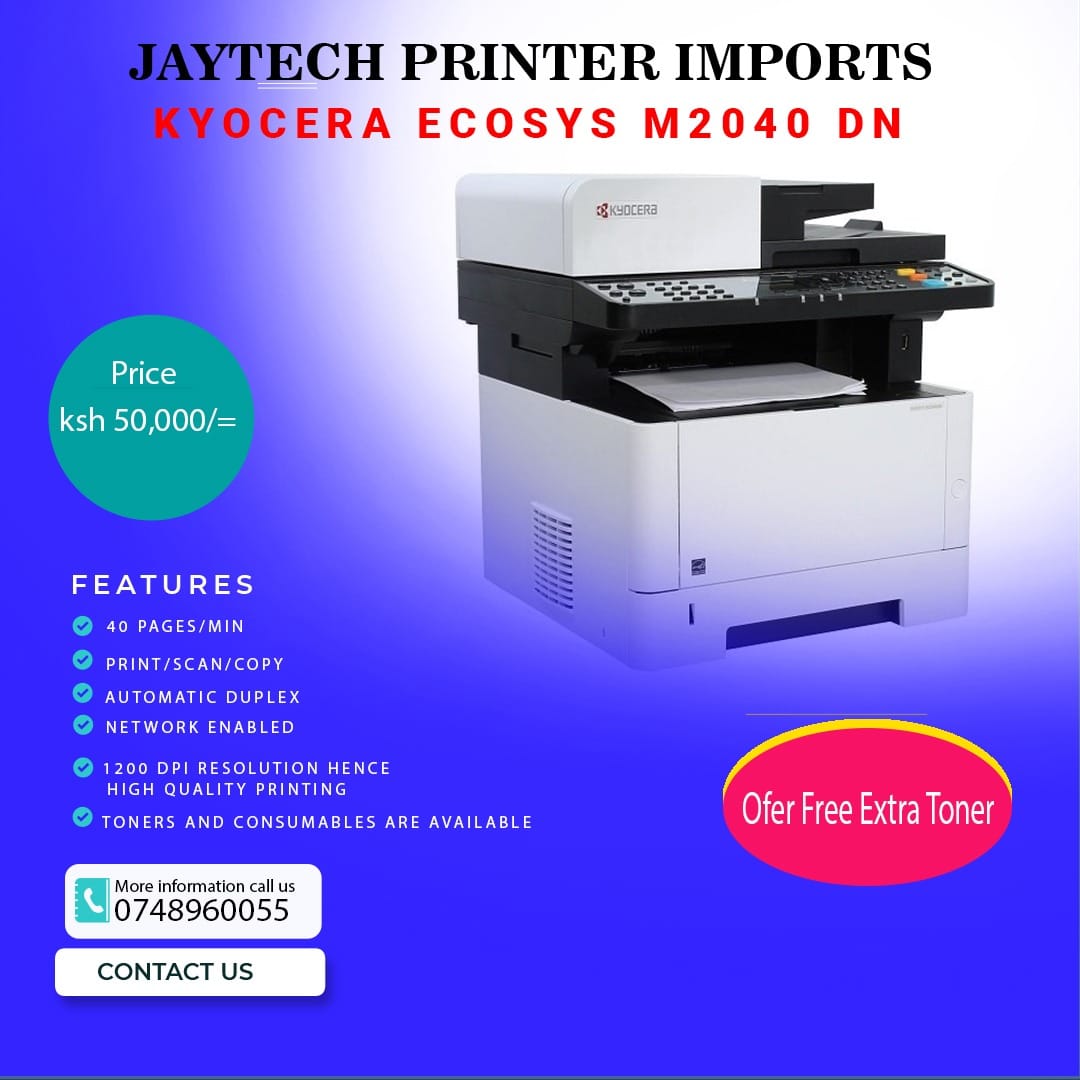 JAYTECH PRINTER IMPORTS
KYOCERA ECOSYS M2040 DN
KYOCERA
Price
ksh 50,000/=
FEATURES
40 PAGES/MIN
PRINT/SCAN/COPY
AUTOMATIC DUPLEX
NETWORK ENABLED
1200 DPI RESOLUTION HENCE
HIGH QUALITY PRINTING
TONERS AND CONSUMABLES ARE AVAILABLE
Ofer Free Extra Toner
More information call us
0748960055
CONTACT US